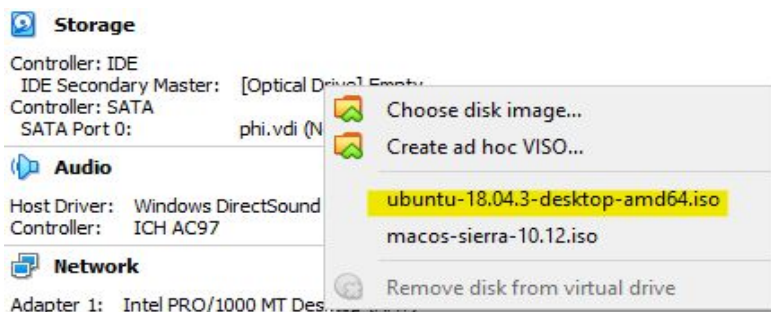 Storage
Controller: IDE
IDE Secondary Master: [Optical Drive] Empty
Controller: SATA
SATA Port 0: phi.vdi (N
Choose disk image...
Create ad hoc VISO...
Audio
Host Driver: Windows DirectSound
Controller: ICH AC97
ubuntu-18.04.3-desktop-amd64.iso
macos-sierra-10.12.iso
Network
Remove disk from virtual drive
Adapter 1: Intel PRO/1000 MT